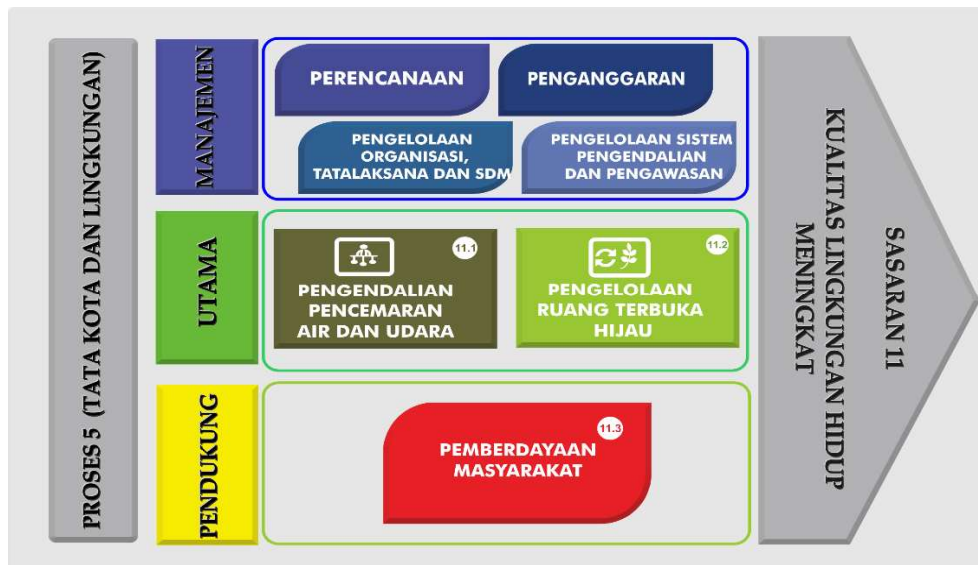 PROSES 5 (TATA KOTA DAN LINGKUNGAN)
MANAJEMEN
PERENCANAAN
PENGANGGARAN
PENGELOLAAN
ORGANISASI,
TATALAKSANA DAN SDM
PENGELOLAAN SISTEM
PENGENDALIAN
DAN PENGAWASAN
UTAMA
11.1
PENGENDALIAN
PENCEMARAN
AIR DAN UDARA
11.2
PENGELOLAAN
RUANG TERBUKA
HIJAU
PENDUKUNG
11.3
PEMBERDAYAAN
MASYARAKAT
SASARAN 11
KUALITAS LINGKUNGAN HIDUP
MENINGKAT